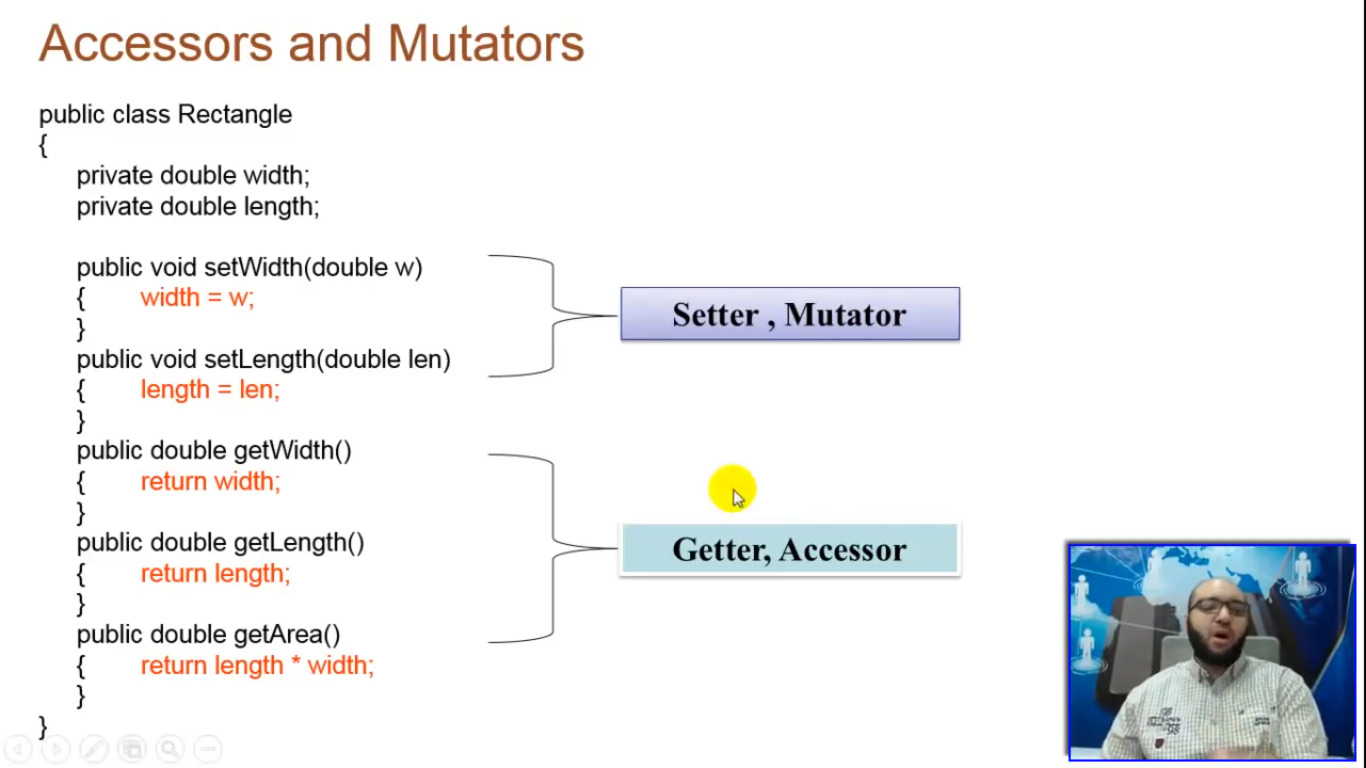 Accessors and Mutators
public class Rectangle
{
private double width;
private double length;
public void setWidth(double w)
{ width = w;
}
public void setLength(double len)
{ length = len;
}
public double getWidth()
{ return width;
}
public double getLength()
{ return length;
}
public double getArea()
{ return length * width;
}
}
Setter , Mutator
Getter, Accessor